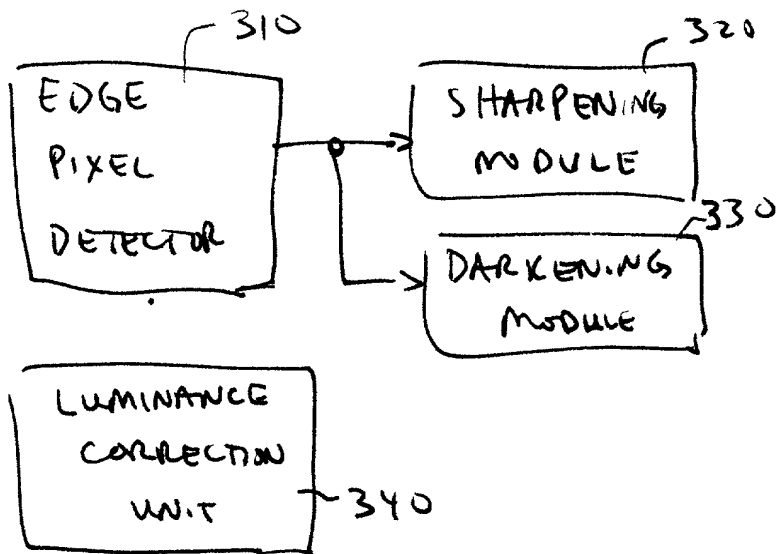 310
EDGE
PIXEL
DETECTOR
320
SHARPENING
MODULE
330
DARKENING
MODULE
LUMINANCE
CORRECTION
UNIT
340